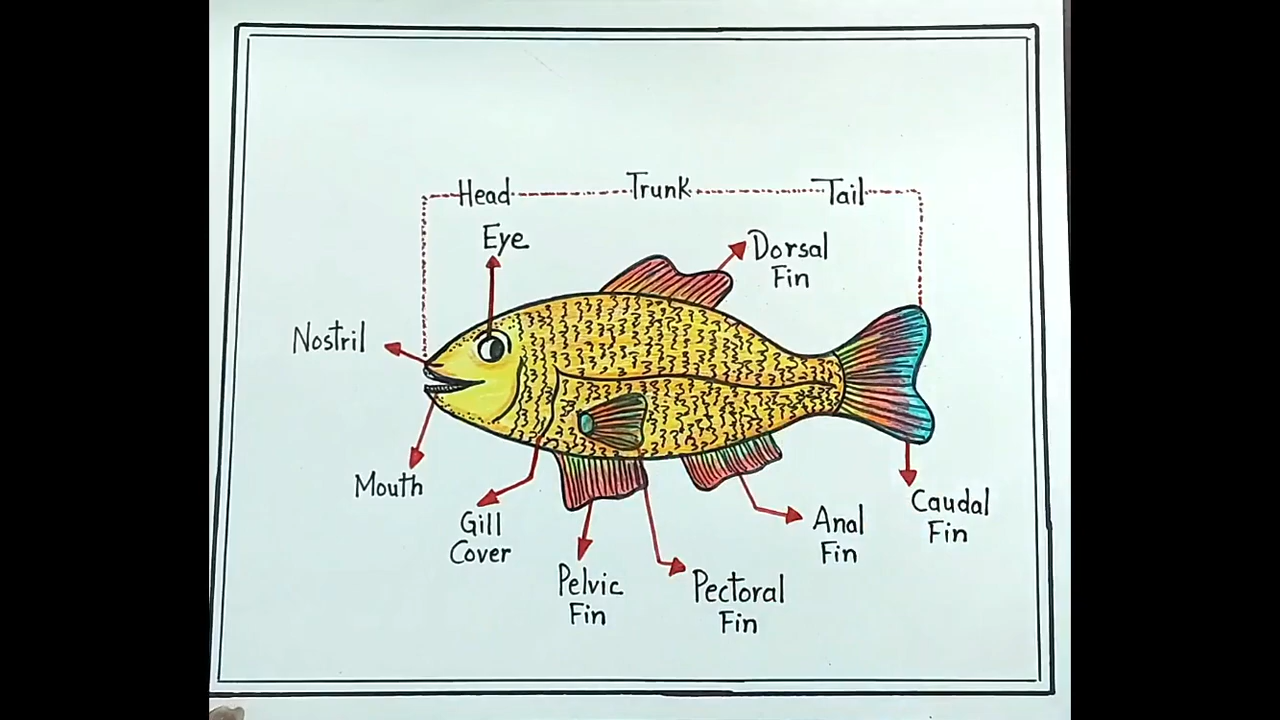 Head Trunk Tail
Eye
Dorsal
Fin
Nostril
Mouth
Gill
Cover
Pelvic
Fin
Pectoral
Fin
Anal
Fin
Caudal
Fin